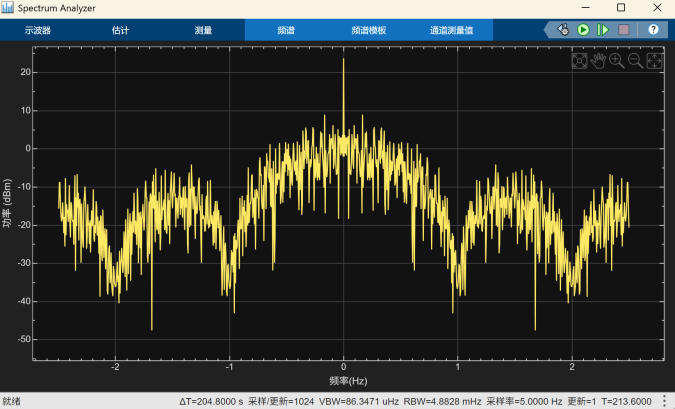 Spectrum Analyzer
示波器 估计 测量 频谱 频谱模板 通道测量值
20
10
0
-10
-20
-30
-40
-50
功率 (dBm)
-2 -1 0 1 2
频率(Hz)
就绪 ΔT=204.8000 s 采样/更新=1024 VBW=86.3471 uHz RBW=4.8828 mHz 采样率=5.0000 Hz 更新=1 T=213.6000